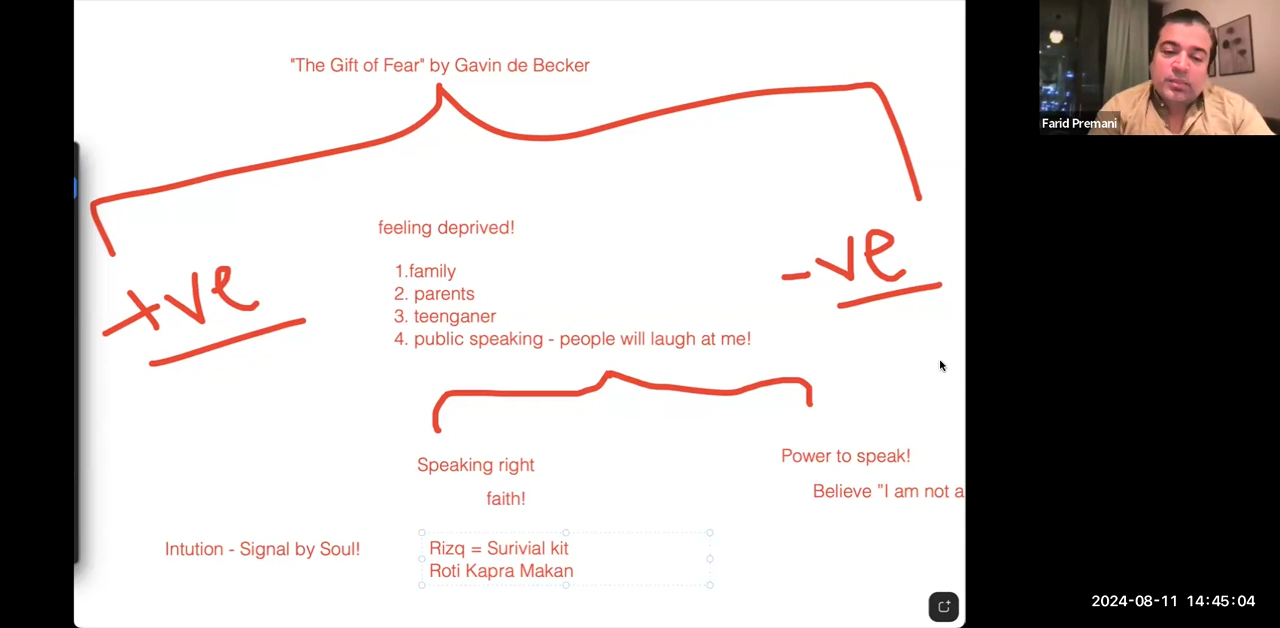 "The Gift of Fear" by Gavin de Becker
Farid Premani
feeling deprived!
+ve
-ve
1.family
2. parents
3. teenganer
4. public speaking - people will laugh at me!
Speaking right
faith!
Power to speak!
Believe "I am not a
Intution - Signal by Soul!
Rizq = Surivial kit
Roti Kapra Makan
2024-08-11 14:45:04